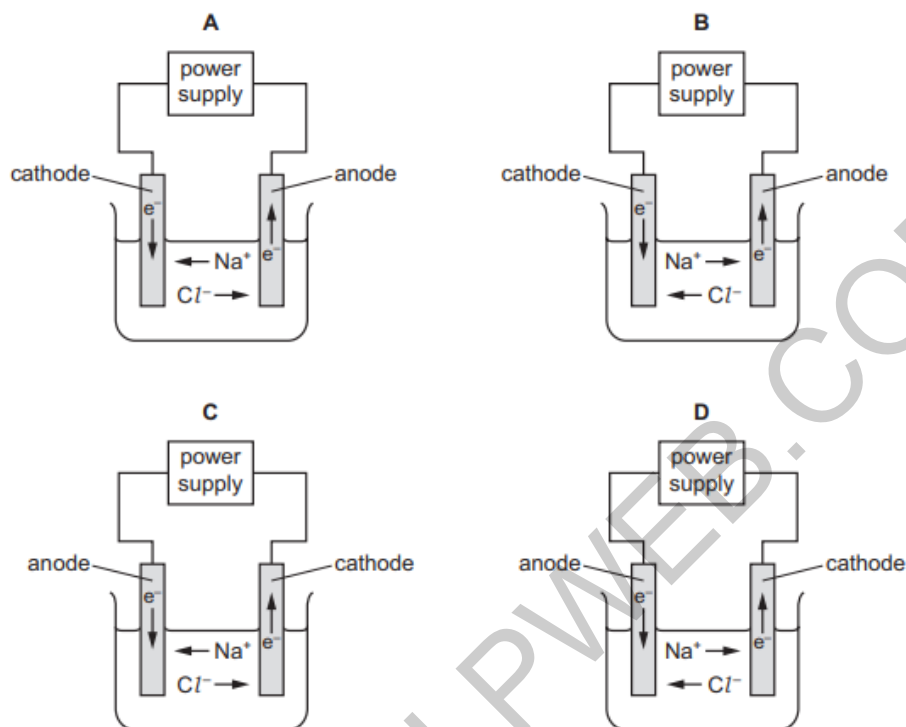 A
power
supply
cathode
anode
e⁻
e⁻
Na⁺
Cl⁻
B
power
supply
cathode
anode
e⁻
e⁻
Na⁺
Cl⁻
C
power
supply
anode
cathode
e⁻
e⁻
Na⁺
Cl⁻
D
power
supply
anode
cathode
e⁻
e⁻
Na⁺
Cl⁻